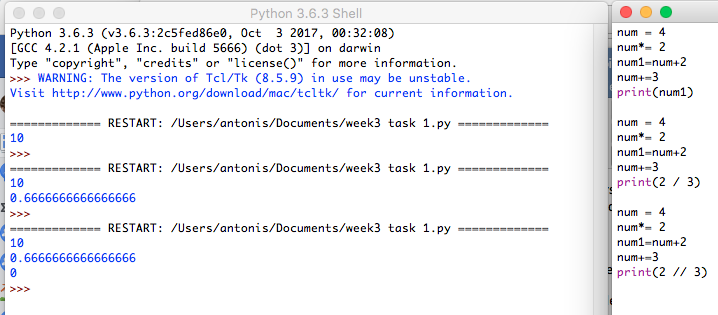 Python 3.6.3 Shell
Python 3.6.3 (v3.6.3:2c5fed86e0, Oct  3 2017, 00:32:08)
[GCC 4.2.1 (Apple Inc. build 5666) (dot 3)] on darwin
Type "copyright", "credits" or "license()" for more information.
>>> WARNING: The version of Tcl/Tk (8.5.9) in use may be unstable.
Visit http://www.python.org/download/mac/tcltk/ for current information.
============= RESTART: /Users/antonis/Documents/week3 task 1.py =============
10
>>>
============= RESTART: /Users/antonis/Documents/week3 task 1.py =============
10
0.6666666666666666
>>>
============= RESTART: /Users/antonis/Documents/week3 task 1.py =============
10
0.6666666666666666
0
>>>
num = 4
num*= 2
num1=num+2
num+=3
print(num1)
num = 4
num*= 2
num1=num+2
num+=3
print(2 / 3)
num = 4
num*= 2
num1=num+2
num+=3
print(2 // 3)